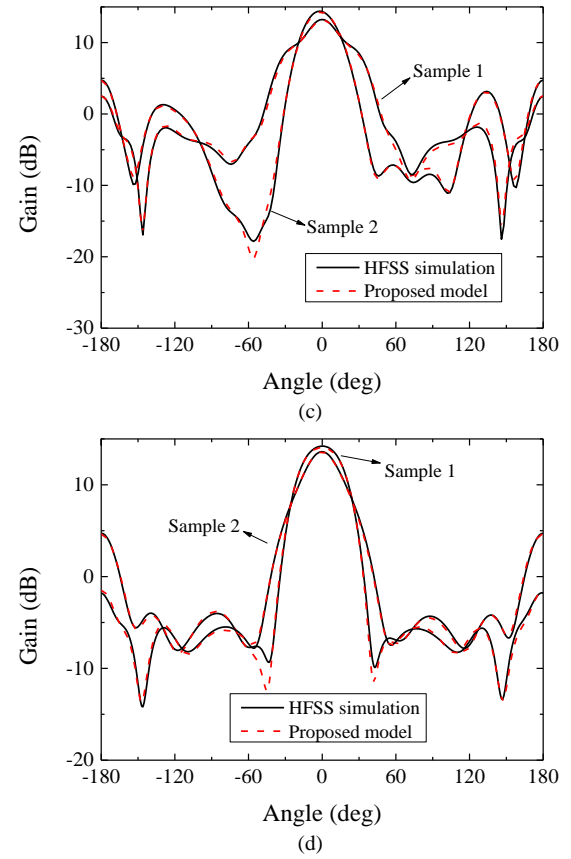 10
0
-10
-20
-30
Gain (dB)
Sample 1
Sample 2
HFSS simulation
Proposed model
-180 -120 -60 0 60 120 180
Angle (deg)
(c)
10
0
-10
-20
Gain (dB)
Sample 1
Sample 2
HFSS simulation
Proposed model
-180 -120 -60 0 60 120 180
Angle (deg)
(d)